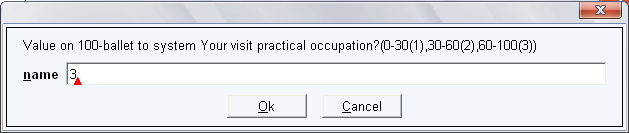 Value on 100-ballet to system Your visit practical occupation?(0-30(1),30-60(2),60-100(3))
name 3
Ok Cancel